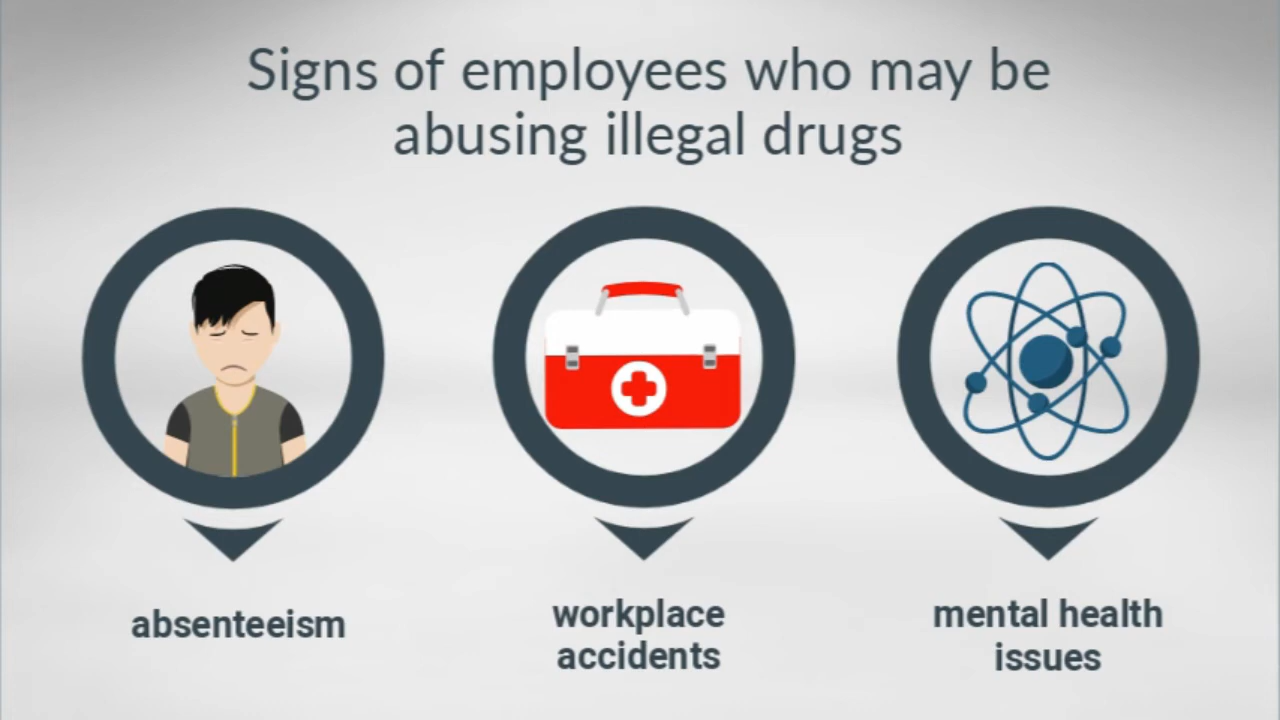 Signs of employees who may be
abusing illegal drugs
absenteeism
workplace
accidents
mental health
issues